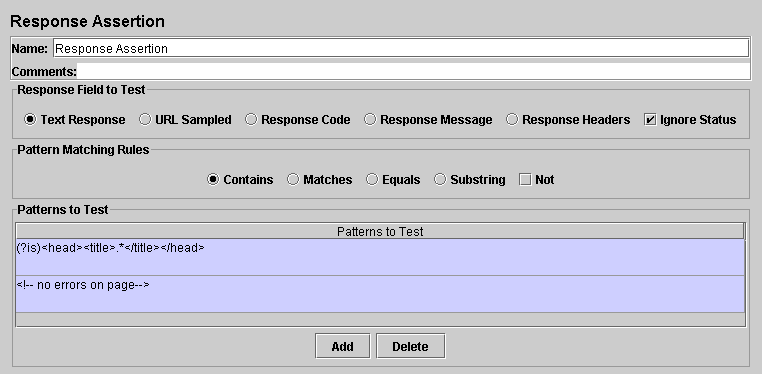 Response Assertion
Name: Response Assertion
Comments:
Response Field to Test
Text Response URL Sampled Response Code Response Message Response Headers Ignore Status
Pattern Matching Rules
Contains Matches Equals Substring Not
Patterns to Test
Patterns to Test
(?is)<head><title>.*</title></head>
<!-- no errors on page-->
Add Delete